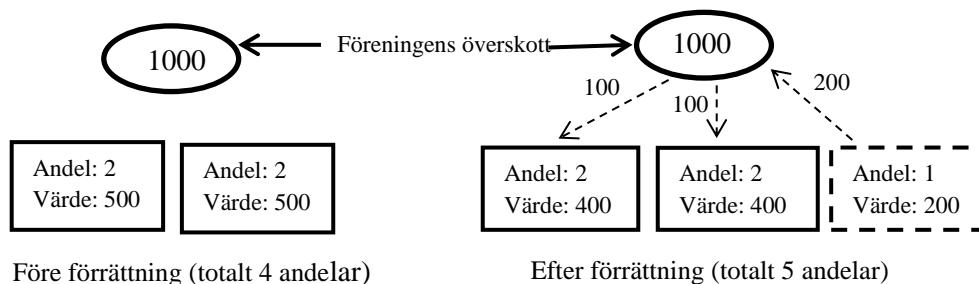 1000
Föreningens överskott
1000
100
100
200
Andel: 2
Värde: 500
Andel: 2
Värde: 500
Andel: 2
Värde: 400
Andel: 2
Värde: 400
Andel: 1
Värde: 200
Före förrättning (totalt 4 andelar)
Efter förrättning (totalt 5 andelar)